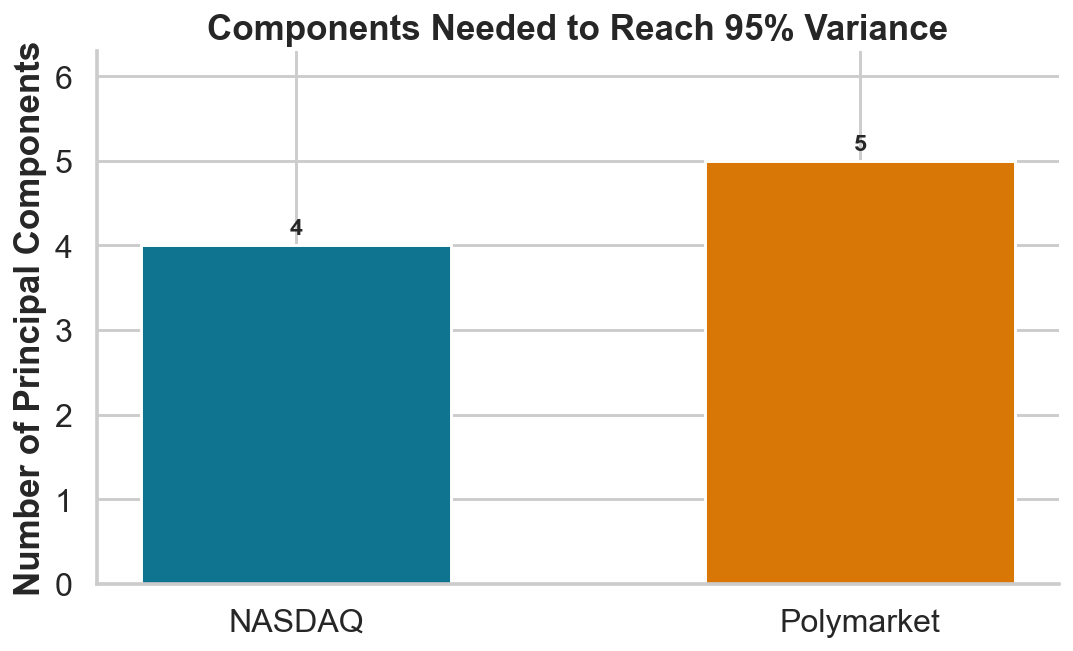 Components Needed to Reach 95% Variance
Number of Principal Components
6
5
4
3
2
1
0
4
5
NASDAQ
Polymarket